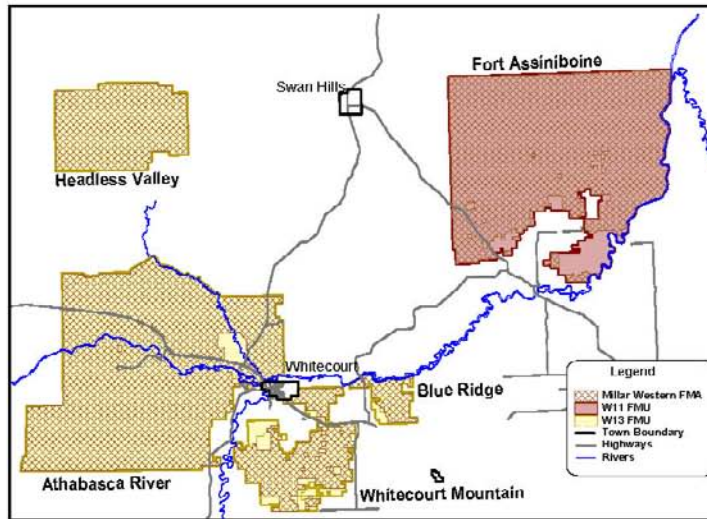 Fort Assiniboine
Swan Hills
Headless Valley
Whitecourt
Blue Ridge
Athabasca River
Whitecourt Mountain
Legend
Millar Western FMA
W11 FMU
W13 FMU
Town Boundary
Highways
Rivers